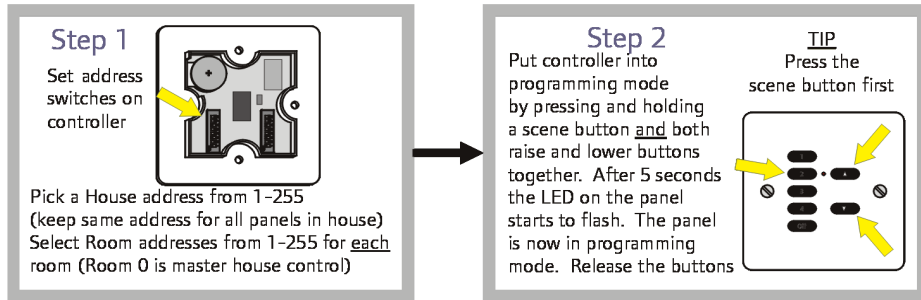 Step 1
Set address
switches on
controller
Pick a House address from 1-255
(keep same address for all panels in house)
Select Room addresses from 1-255 for each
room (Room 0 is master house control)
Step 2
Put controller into
programming mode
by pressing and holding
a scene button and both
raise and lower buttons
together. After 5 seconds
the LED on the panel
starts to flash. The panel
is now in programming
mode. Release the buttons
TIP
Press the
scene button first
1
2
3
4